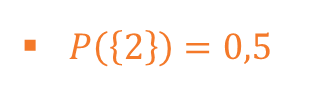 ▪ P({2}) = 0,5